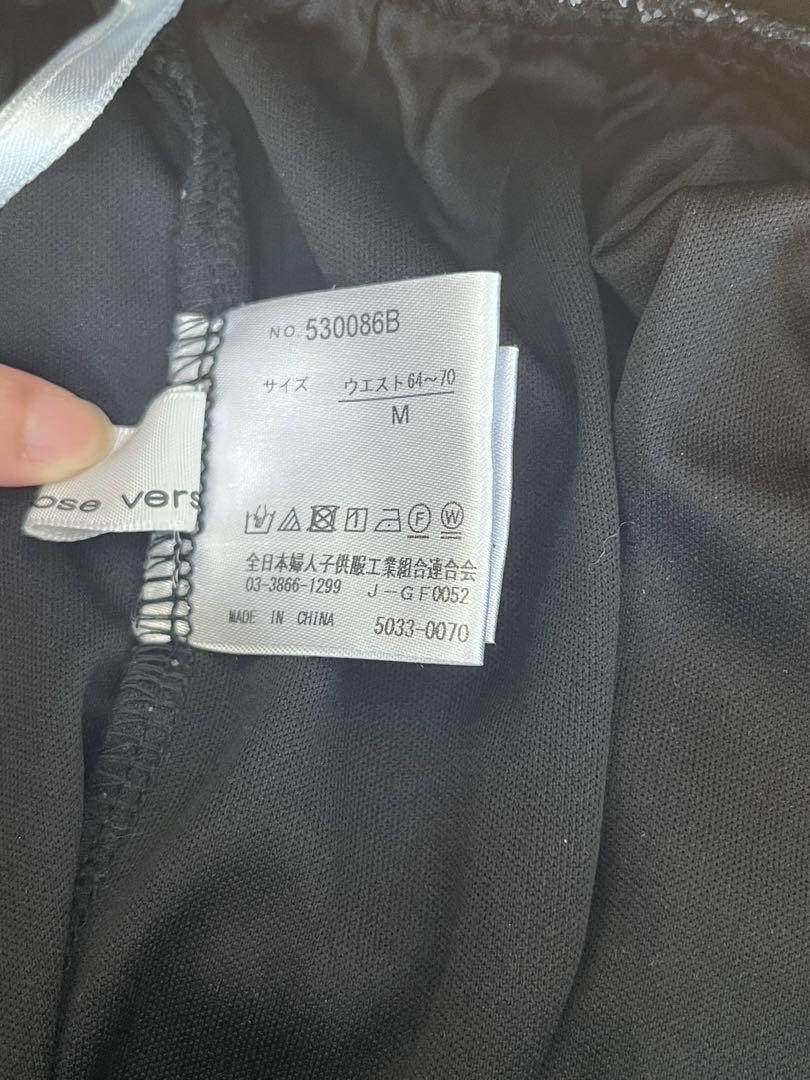 NO. 530086B
サイズ ウエスト64~70
M
F W
全日本婦人子供服工業組合連合会
03-3866-1299 J-GF0052
MADE IN CHINA 5033-0070
ose vers